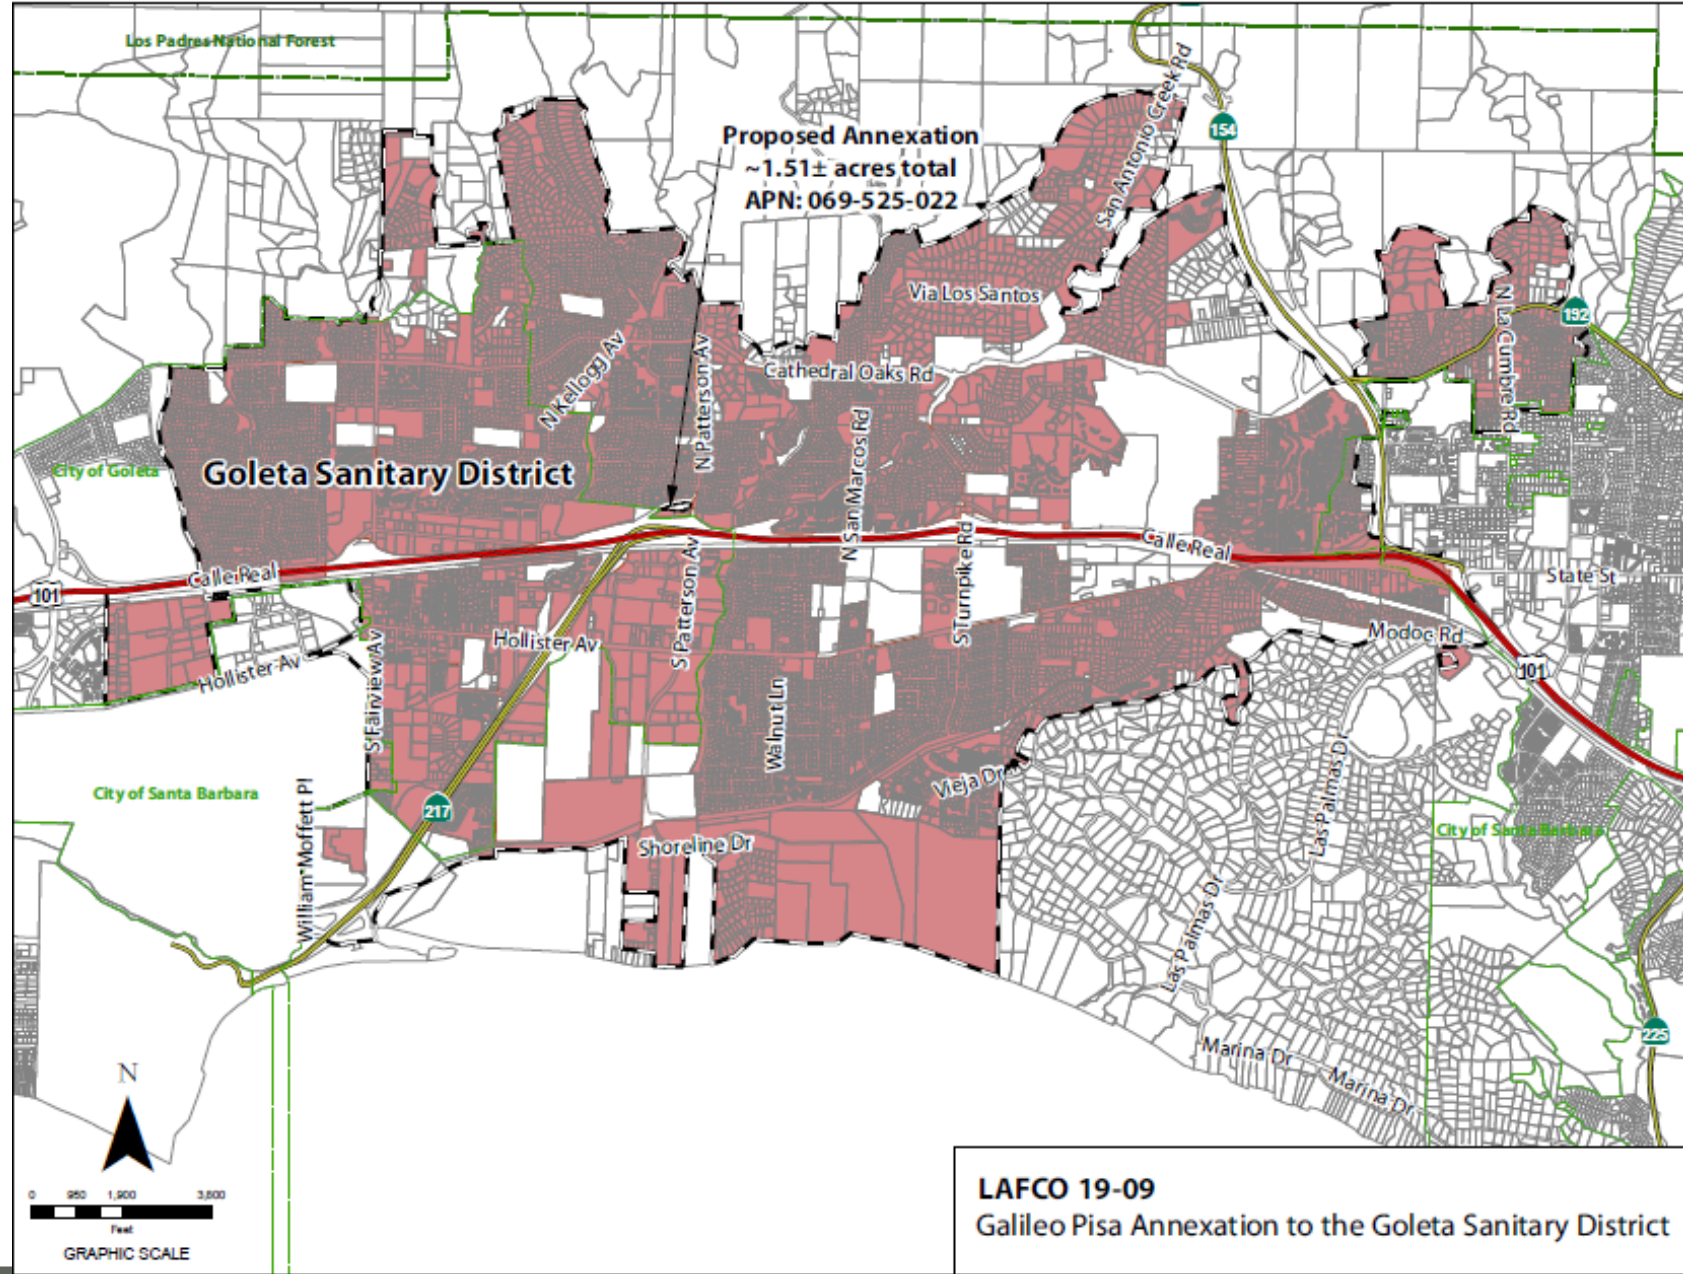 Los Padres National Forest
154
Proposed Annexation
~1.51± acres total
APN: 069-525-022
San Antonio Creek Rd
Via Los Santos
N La Cumbre Rd
192
N Kellogg Av
N Patterson Av
Cathedral Oaks Rd
N San Marcos Rd
City of Goleta
Goleta Sanitary District
Calle Real
101
Calle Real
State St
S Turnpike Rd
S Patterson Av
Hollister Av
Hollister Av
S Fairview Av
Modoc Rd
101
Walnut Ln
Las Palmas Dr
Vieja Dr
City of Santa Barbara
William Moffett Pl
217
City of Santa Barbara
Shoreline Dr
Las Palmas Dr
225
Marina Dr
Marina Dr
N
0 950 1,900 3,800
Feet
GRAPHIC SCALE
LAFCO 19-09
Galileo Pisa Annexation to the Goleta Sanitary District